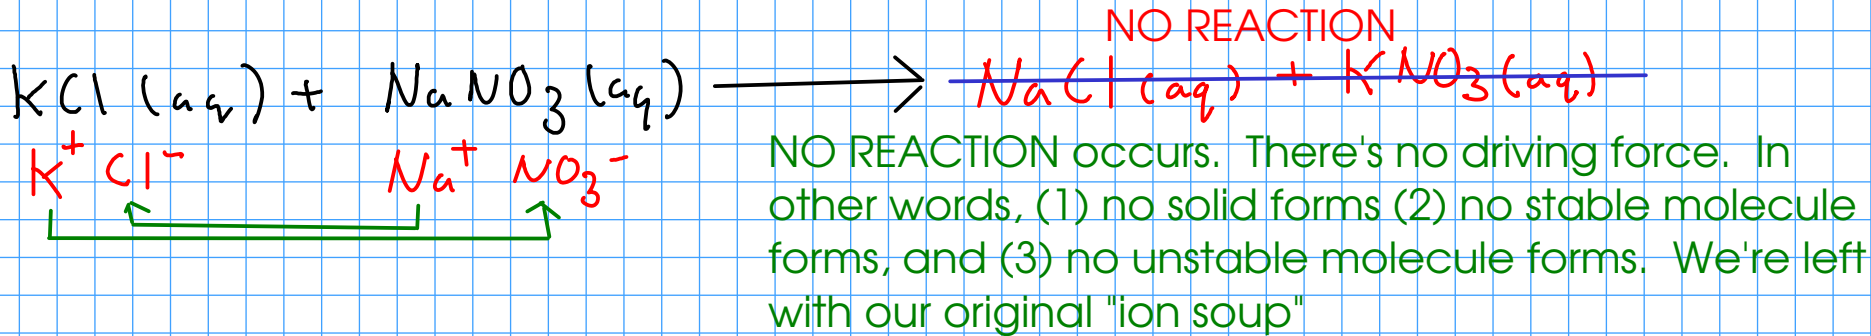 NO REACTION
KCl (aq) + NaNO₃ (aq) → NaCl (aq) + KNO₃ (aq)
K⁺ Cl⁻ Na⁺ NO₃⁻
NO REACTION occurs. There's no driving force. In
other words, (1) no solid forms (2) no stable molecule
forms, and (3) no unstable molecule forms. We're left
with our original "ion soup"